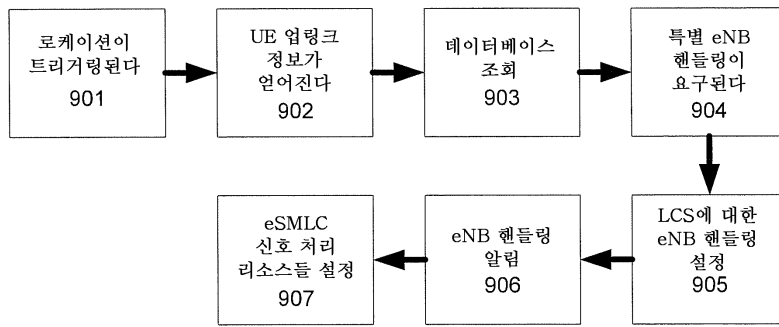 로케이션이
트리거링된다
901
UE 업링크
정보가
얻어진다
902
데이터베이스
조회
903
특별 eNB
핸들링이
요구된다
904
LCS에 대한
eNB 핸들링
설정
905
eNB 핸들링
알림
906
eSMLC
신호 처리
리소스들 설정
907